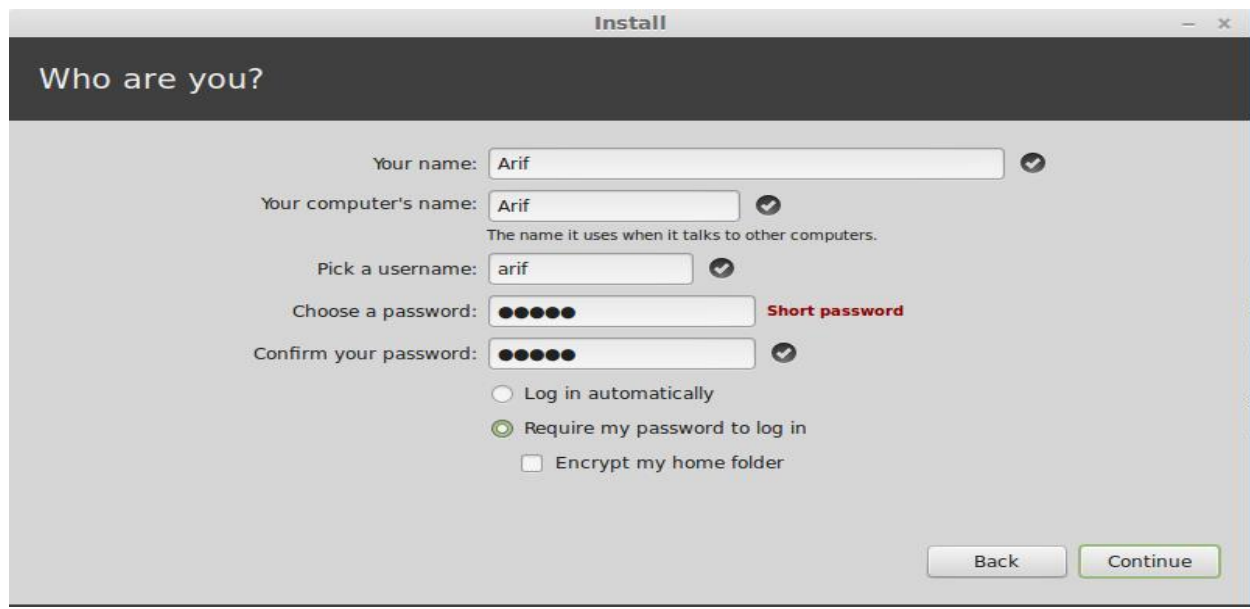 Install
Who are you?
Your name: Arif
Your computer's name: Arif
The name it uses when it talks to other computers.
Pick a username: arif
Choose a password: ●●●●● Short password
Confirm your password: ●●●●●
Log in automatically
Require my password to log in
Encrypt my home folder
Back Continue